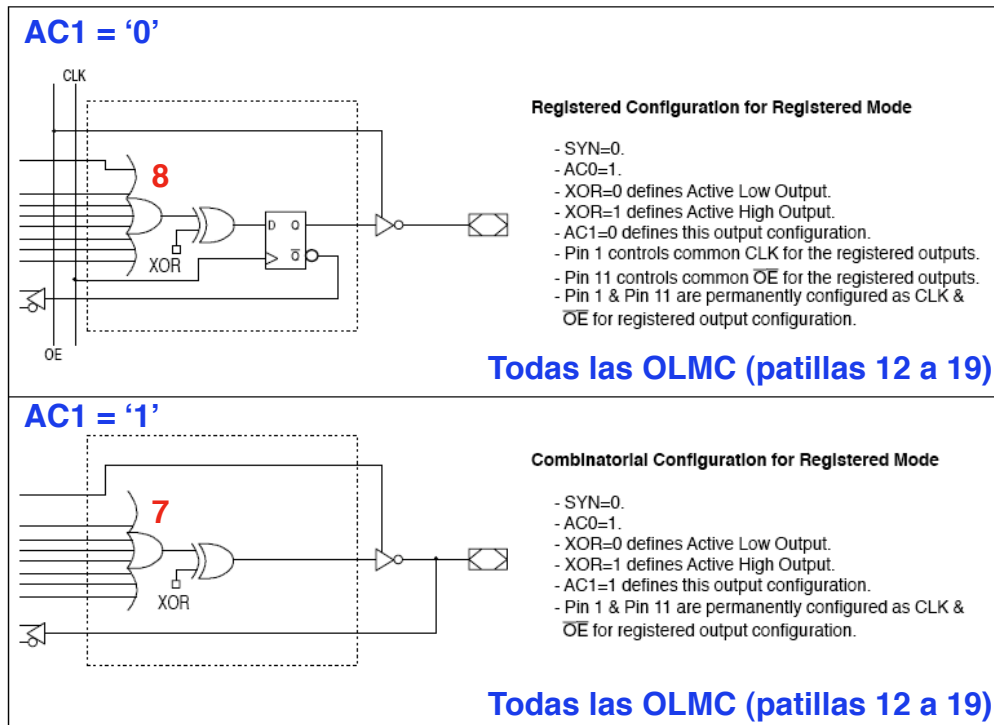 AC1 = ‘0’
CLK
8
XOR
D Q
Q̅
OE
Registered Configuration for Registered Mode
- SYN=0.
- AC0=1.
- XOR=0 defines Active Low Output.
- XOR=1 defines Active High Output.
- AC1=0 defines this output configuration.
- Pin 1 controls common CLK for the registered outputs.
- Pin 11 controls common O̅E̅ for the registered outputs.
- Pin 1 & Pin 11 are permanently configured as CLK &
O̅E̅ for registered output configuration.
Todas las OLMC (patillas 12 a 19)
AC1 = ‘1’
7
XOR
Combinatorial Configuration for Registered Mode
- SYN=0.
- AC0=1.
- XOR=0 defines Active Low Output.
- XOR=1 defines Active High Output.
- AC1=1 defines this output configuration.
- Pin 1 & Pin 11 are permanently configured as CLK &
O̅E̅ for registered output configuration.
Todas las OLMC (patillas 12 a 19)